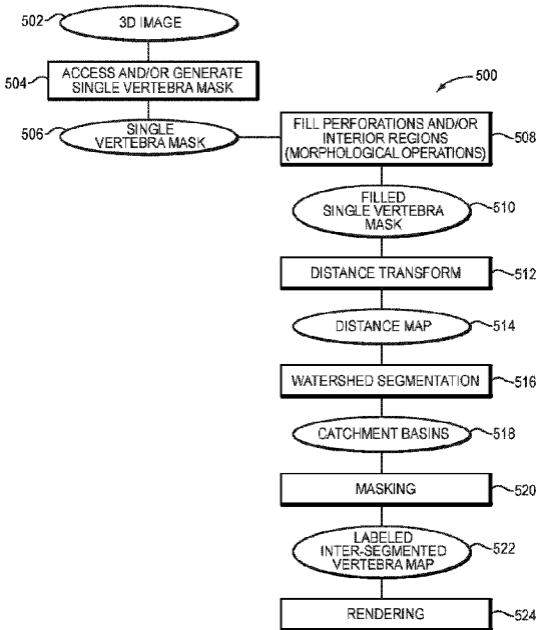 502
3D IMAGE
504
ACCESS AND/OR GENERATE
SINGLE VERTEBRA MASK
500
506
SINGLE
VERTEBRA MASK
FILL PERFORATIONS AND/OR
INTERIOR REGIONS
(MORPHOLOGICAL OPERATIONS)
508
FILLED
SINGLE VERTEBRA
MASK
510
DISTANCE TRANSFORM
512
DISTANCE MAP
514
WATERSHED SEGMENTATION
516
CATCHMENT BASINS
518
MASKING
520
LABELED
INTER-SEGMENTED
VERTEBRA MAP
522
RENDERING
524